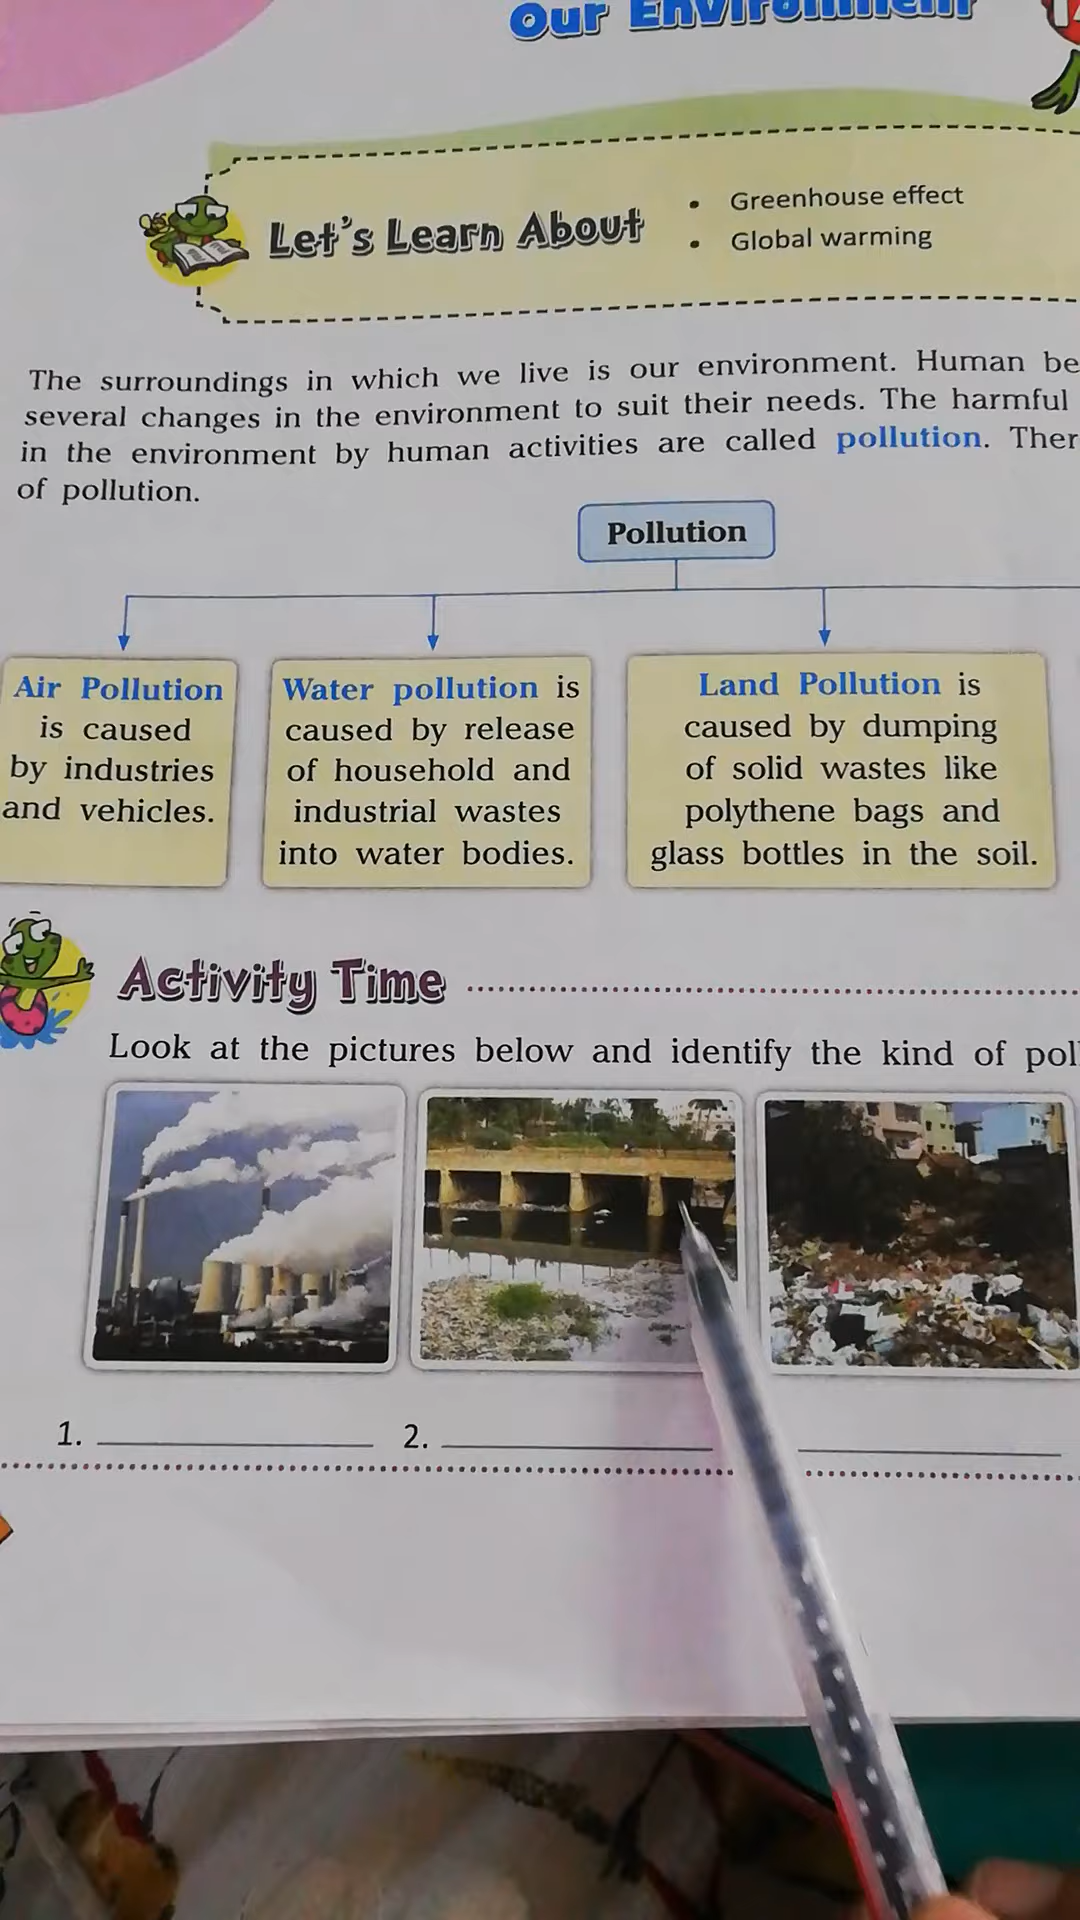 Our Environment
Let's Learn About
• Greenhouse effect
• Global warming
The surroundings in which we live is our environment. Human be
several changes in the environment to suit their needs. The harmful
in the environment by human activities are called pollution. Ther
of pollution.
Pollution
Air Pollution
is caused
by industries
and vehicles.
Water pollution is
caused by release
of household and
industrial wastes
into water bodies.
Land Pollution is
caused by dumping
of solid wastes like
polythene bags and
glass bottles in the soil.
Activity Time
Look at the pictures below and identify the kind of pol
1.
2.